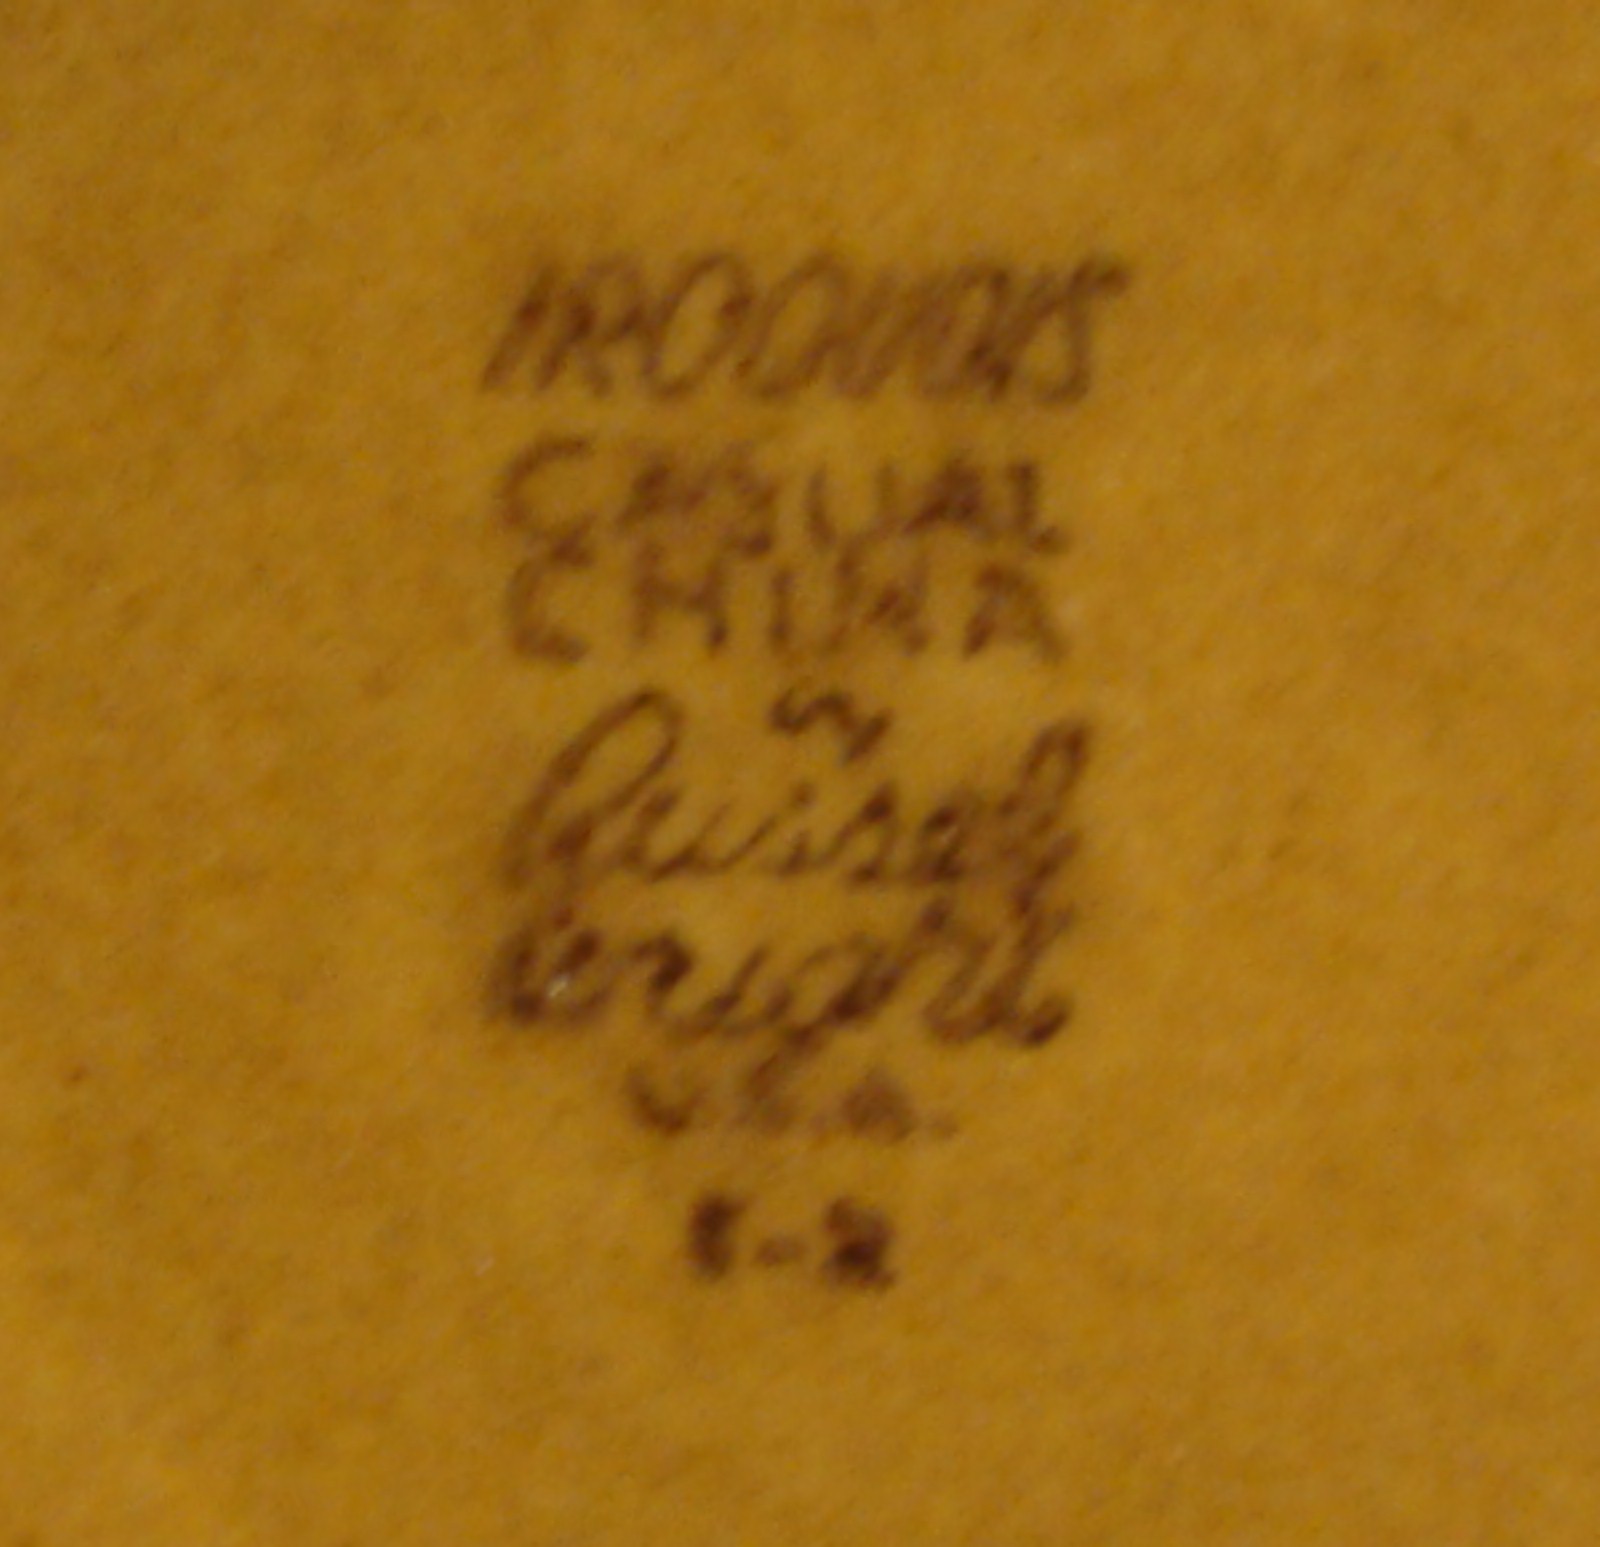 IROQUOIS
CASUAL
CHINA
by
Russel
Wright
U.S.A.